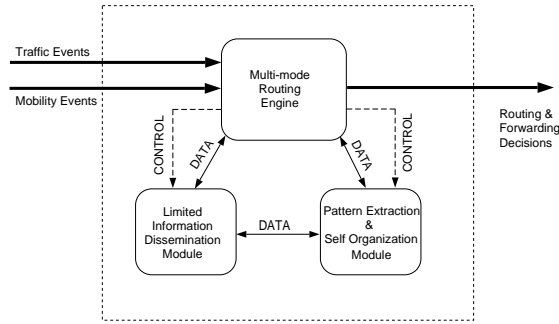 Traffic Events
Mobility Events
Multi-mode
Routing
Engine
Routing &
Forwarding
Decisions
CONTROL
DATA
DATA
CONTROL
Limited
Information
Dissemination
Module
DATA
Pattern Extraction
&
Self Organization
Module